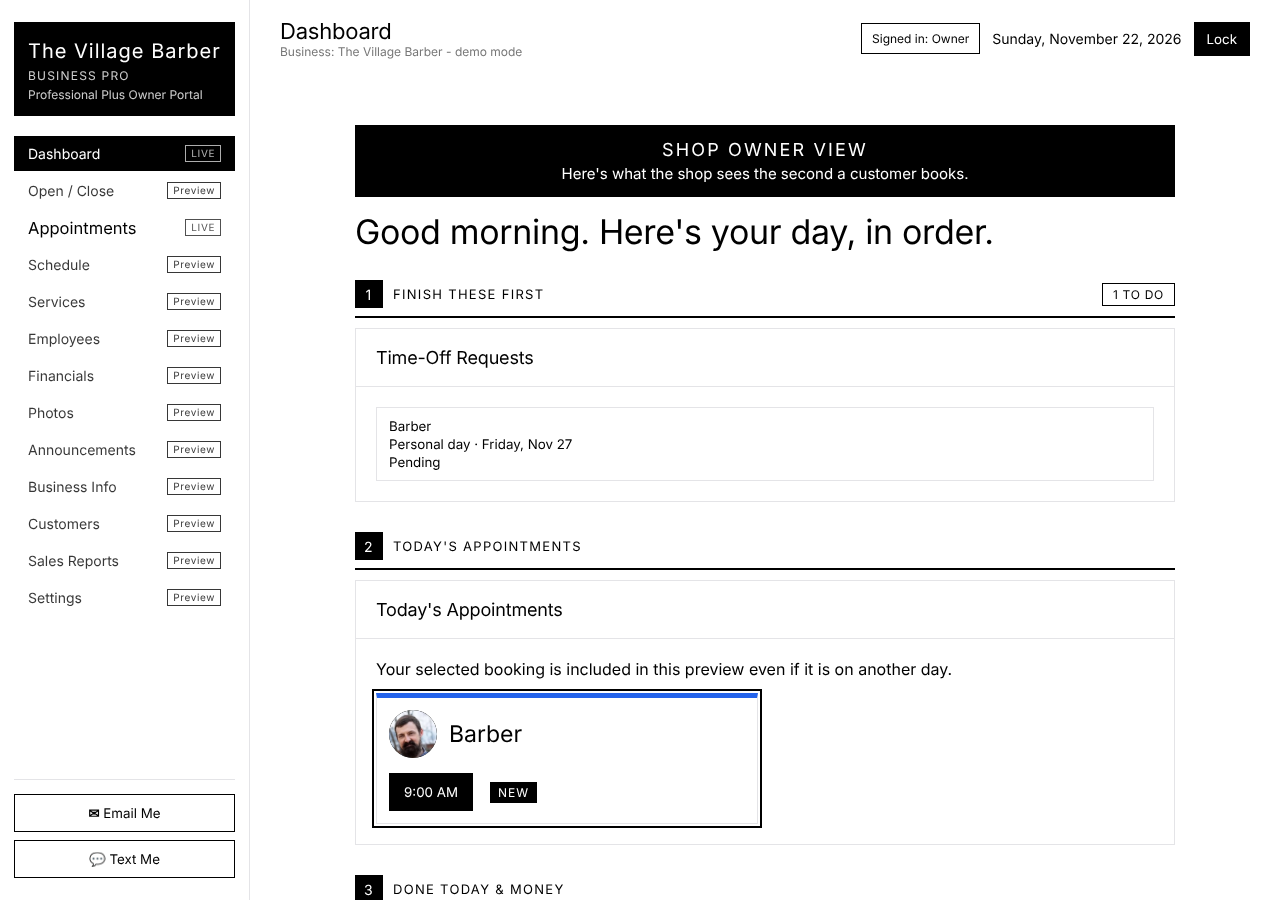 The Village Barber
BUSINESS PRO
Professional Plus Owner Portal
Dashboard LIVE
Open / Close Preview
Appointments LIVE
Schedule Preview
Services Preview
Employees Preview
Financials Preview
Photos Preview
Announcements Preview
Business Info Preview
Customers Preview
Sales Reports Preview
Settings Preview
✉ Email Me
💬 Text Me
Dashboard
Business: The Village Barber - demo mode
Signed in: Owner
Sunday, November 22, 2026
Lock
SHOP OWNER VIEW
Here's what the shop sees the second a customer books.
Good morning. Here's your day, in order.
1 FINISH THESE FIRST
1 TO DO
Time-Off Requests
Barber
Personal day · Friday, Nov 27
Pending
2 TODAY'S APPOINTMENTS
Today's Appointments
Your selected booking is included in this preview even if it is on another day.
Barber
9:00 AM NEW
3 DONE TODAY & MONEY